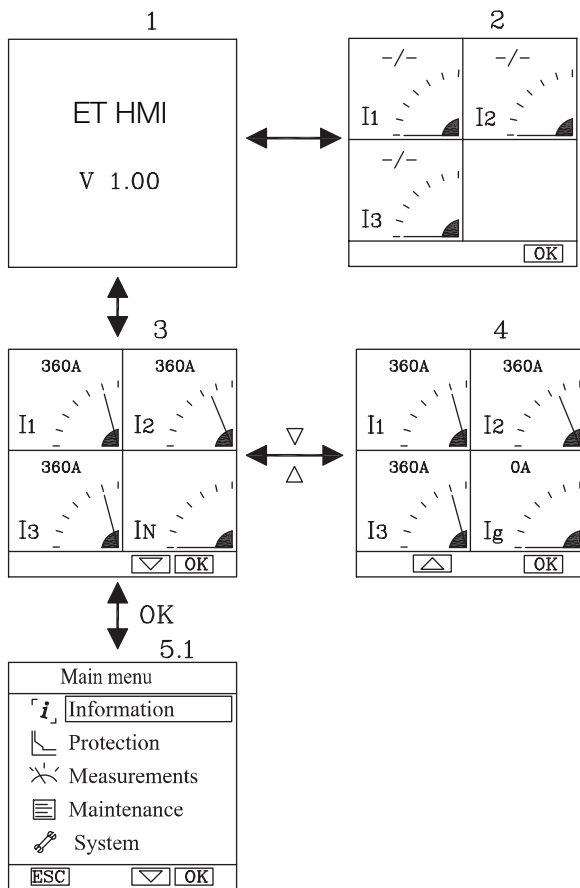 1
ET HMI
V 1.00
2
-/-
I1
-/-
I2
-/-
I3
OK
3
360A
I1
360A
I2
360A
I3
IN
OK
4
360A
I1
360A
I2
360A
I3
0A
Ig
OK
OK
5.1
Main menu
i Information
Protection
Measurements
Maintenance
System
ESC OK